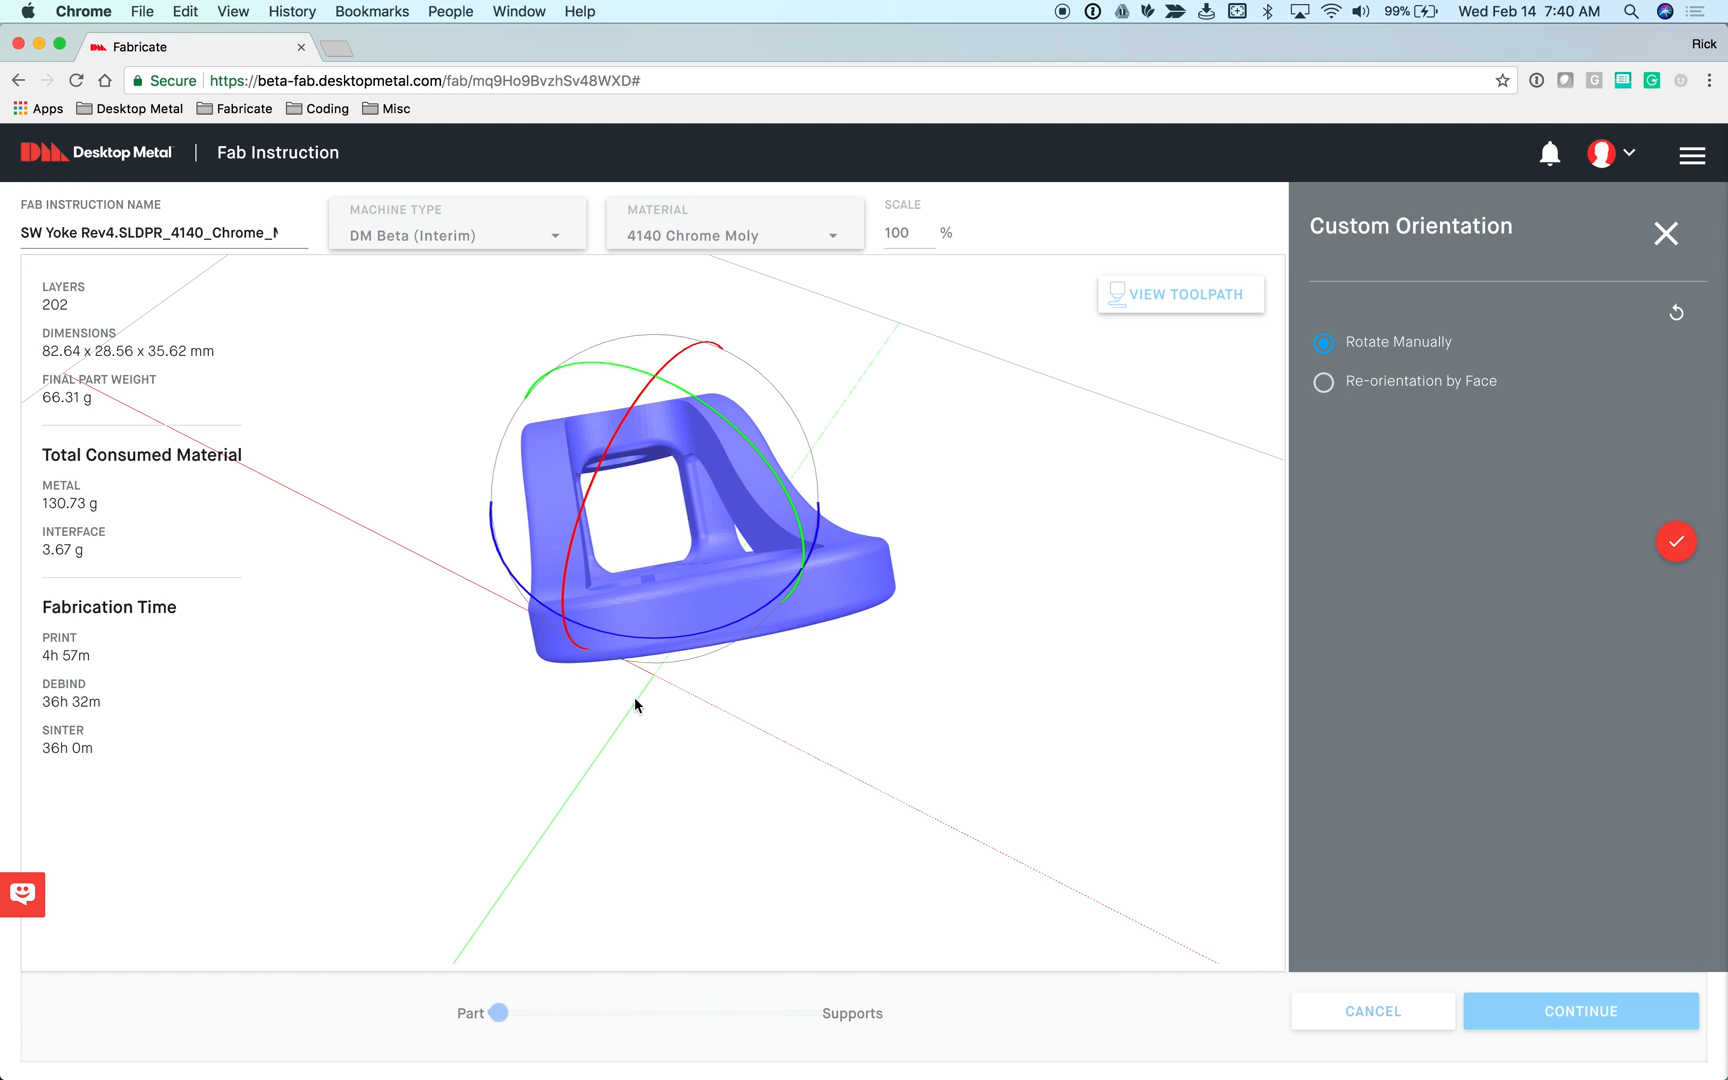 Chrome File Edit View History Bookmarks People Window Help 99% Wed Feb 14 7:40 AM
Fabricate
Rick
Secure https://beta-fab.desktopmetal.com/fab/mq9Ho9BvzhSv48WXD#
Apps Desktop Metal Fabricate Coding Misc
Desktop Metal | Fab Instruction
FAB INSTRUCTION NAME
SW Yoke Rev4.SLDPR_4140_Chrome_M
MACHINE TYPE
DM Beta (Interim)
MATERIAL
4140 Chrome Moly
SCALE
100 %
Custom Orientation
LAYERS
202
DIMENSIONS
82.64 x 28.56 x 35.62 mm
FINAL PART WEIGHT
66.31 g
VIEW TOOLPATH
Rotate Manually
Re-orientation by Face
Total Consumed Material
METAL
130.73 g
INTERFACE
3.67 g
Fabrication Time
PRINT
4h 57m
DEBIND
36h 32m
SINTER
36h 0m
Part Supports
CANCEL
CONTINUE